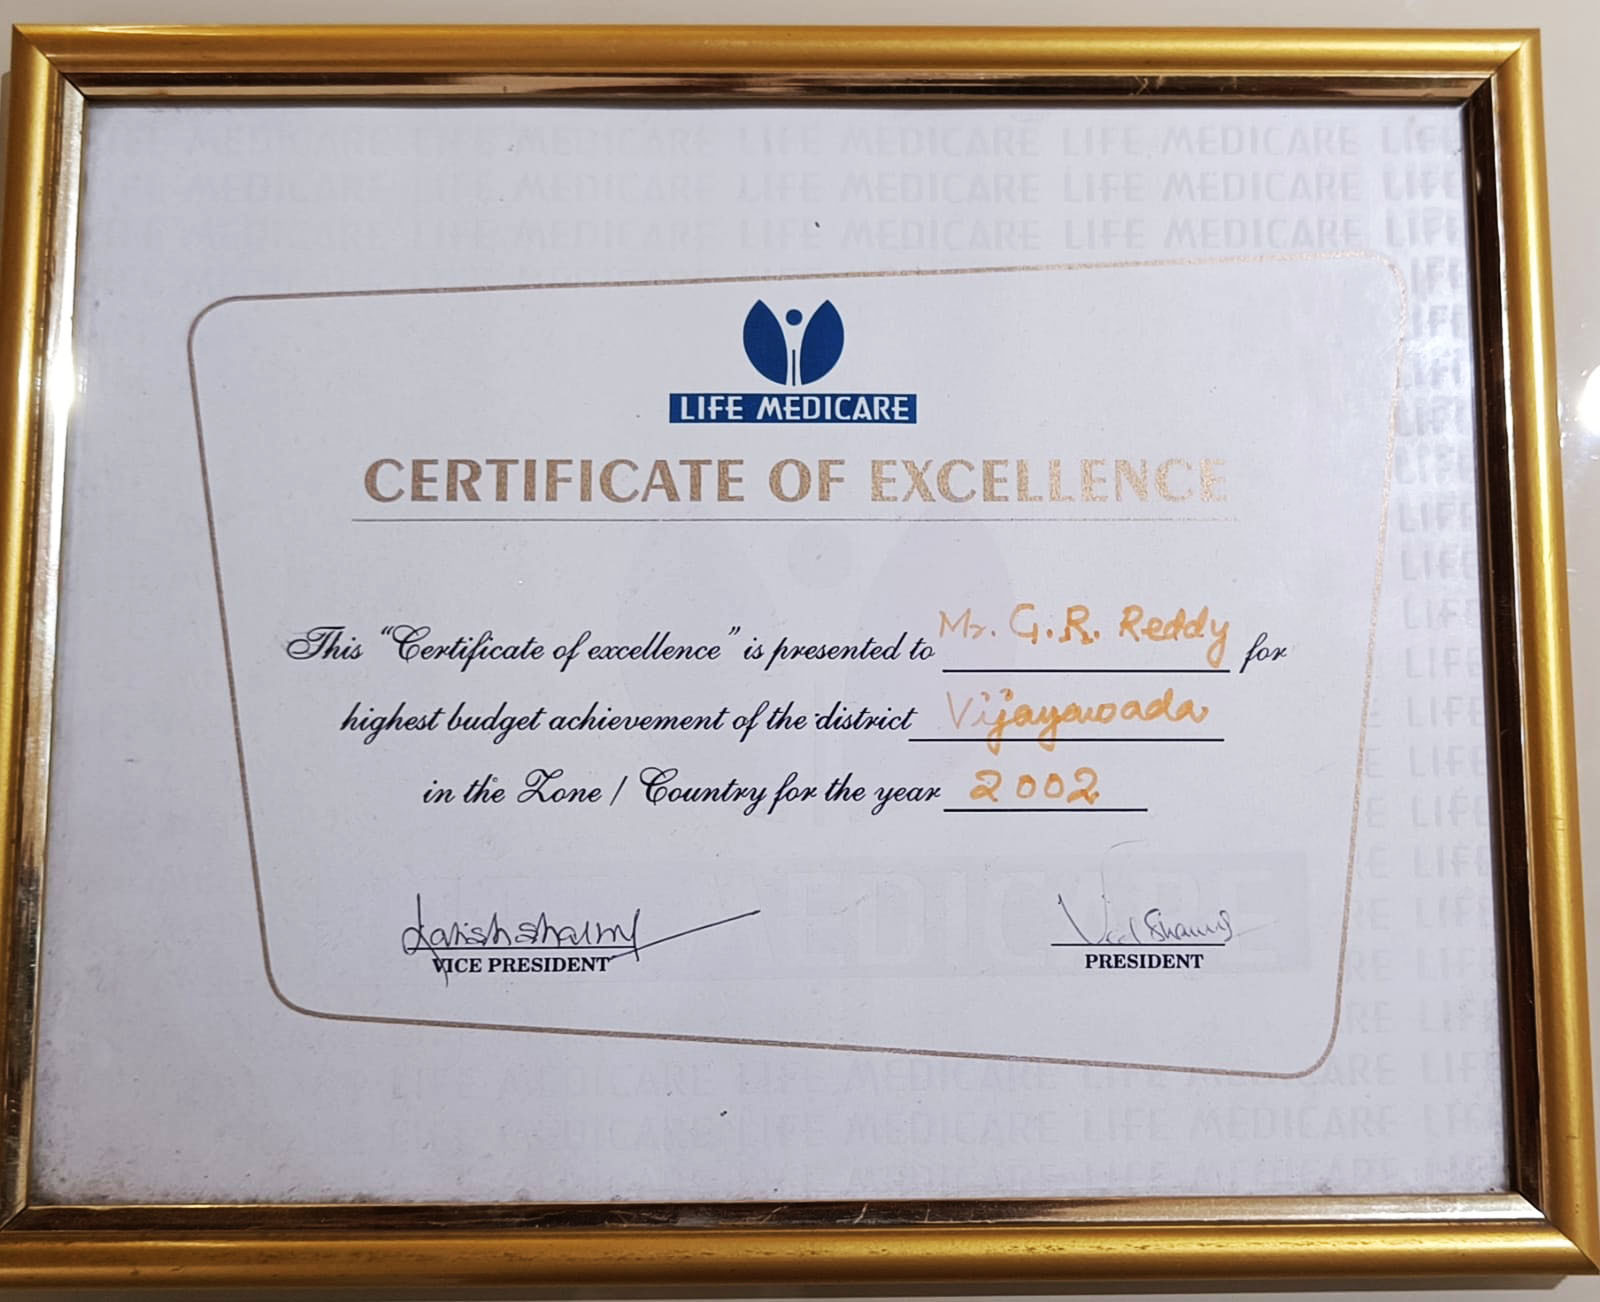 LIFE MEDICARE
CERTIFICATE OF EXCELLENCE
This "Certificate of excellence" is presented to Mr. G.R. Reddy for
highest budget achievement of the district Vijayawada
in the Zone / Country for the year 2002
VICE PRESIDENT
PRESIDENT